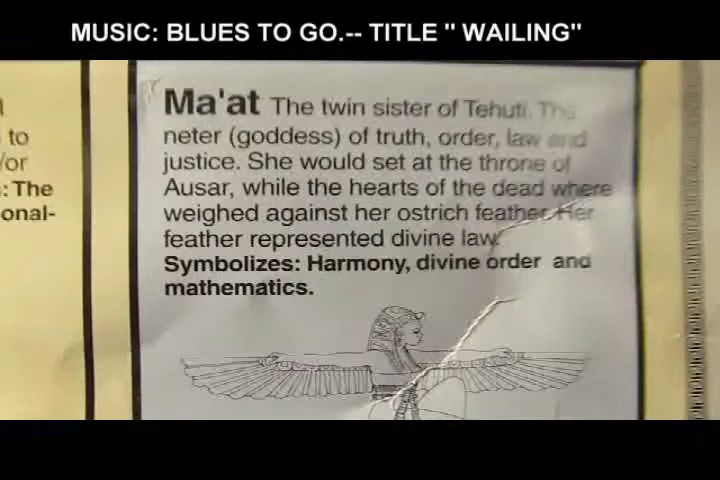 MUSIC: BLUES TO GO.-- TITLE " WAILING"
to
/or
: The
onal-
Ma'at The twin sister of Tehuti. The
neter (goddess) of truth, order, law and
justice. She would set at the throne of
Ausar, while the hearts of the dead where
weighed against her ostrich feather. Her
feather represented divine law.
Symbolizes: Harmony, divine order and
mathematics.